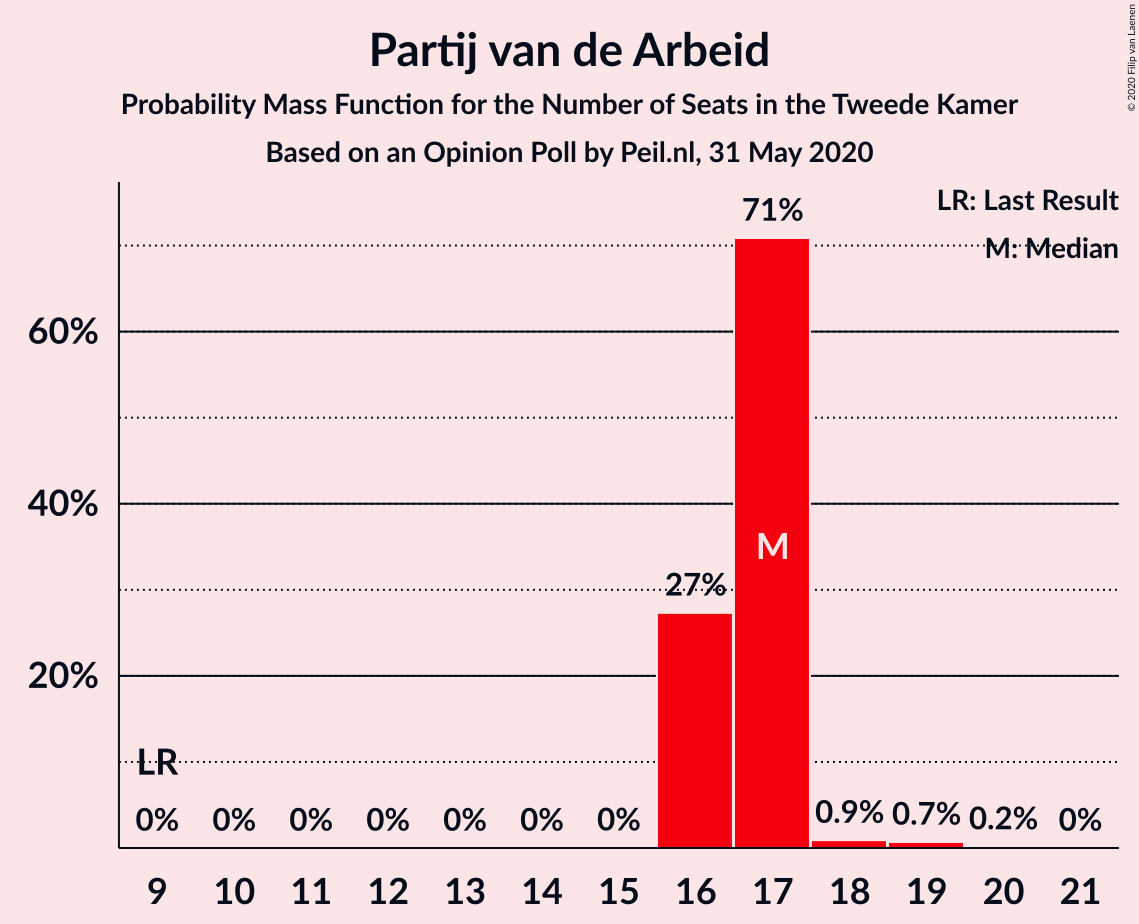 Partij van de Arbeid
Probability Mass Function for the Number of Seats in the Tweede Kamer
Based on an Opinion Poll by Peil.nl, 31 May 2020
© 2020 Filip van Laenen
LR: Last Result
M: Median
71%
60%
40%
M
27%
20%
LR
0% 0% 0% 0% 0% 0% 0% 0.9% 0.7% 0.2% 0%
9 10 11 12 13 14 15 16 17 18 19 20 21